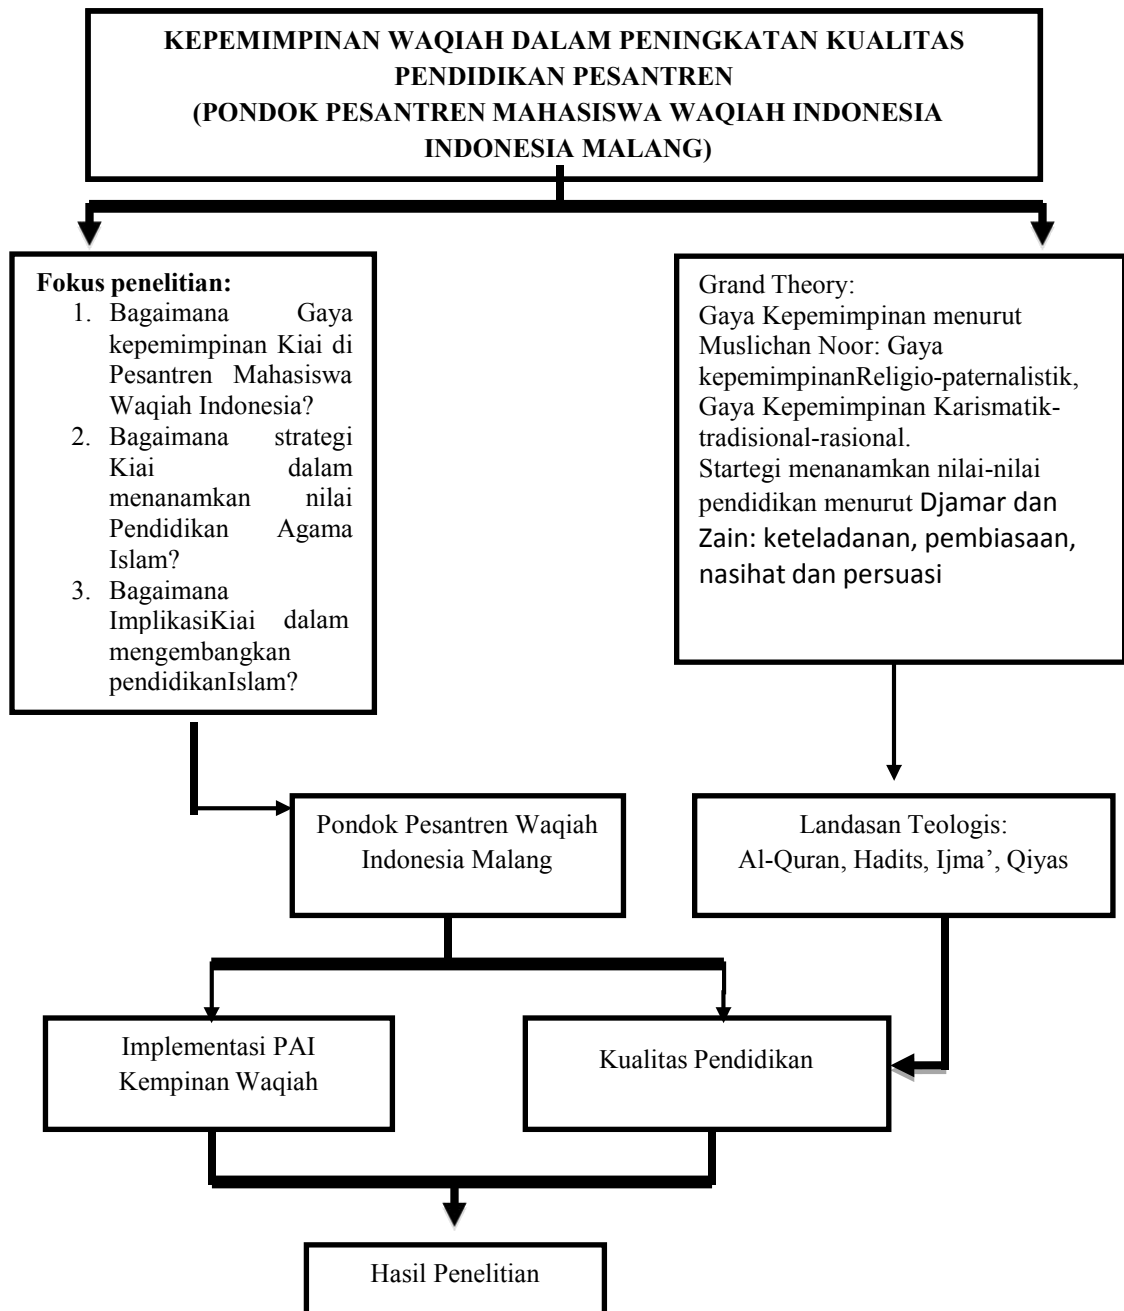 KEPEMIMPINAN WAQIAH DALAM PENINGKATAN KUALITAS
PENDIDIKAN PESANTREN
(PONDOK PESANTREN MAHASISWA WAQIAH INDONESIA
INDONESIA MALANG)
Fokus penelitian:
1. Bagaimana Gaya
kepemimpinan Kiai di
Pesantren Mahasiswa
Waqiah Indonesia?
2. Bagaimana strategi
Kiai dalam
menanamkan nilai
Pendidikan Agama
Islam?
3. Bagaimana
ImplikasiKiai dalam
mengembangkan
pendidikanIslam?
Grand Theory:
Gaya Kepemimpinan menurut
Muslichan Noor: Gaya
kepemimpinanReligio-paternalistik,
Gaya Kepemimpinan Karismatik-
tradisional-rasional.
Startegi menanamkan nilai-nilai
pendidikan menurut Djamar dan
Zain: keteladanan, pembiasaan,
nasihat dan persuasi
Pondok Pesantren Waqiah
Indonesia Malang
Landasan Teologis:
Al-Quran, Hadits, Ijma’, Qiyas
Implementasi PAI
Kempinan Waqiah
Kualitas Pendidikan
Hasil Penelitian